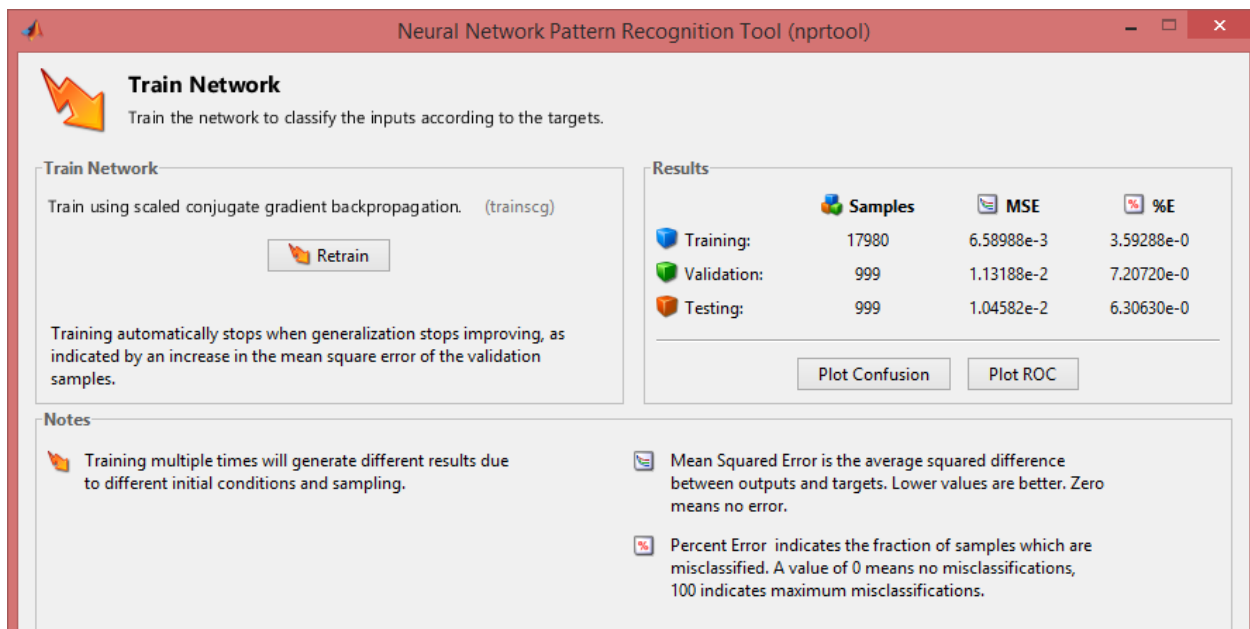 Neural Network Pattern Recognition Tool (nprtool)
Train Network
Train the network to classify the inputs according to the targets.
Train Network
Train using scaled conjugate gradient backpropagation. (trainscg)
Retrain
Training automatically stops when generalization stops improving, as
indicated by an increase in the mean square error of the validation
samples.
Results
Samples MSE %E
Training: 17980 6.58988e-3 3.59288e-0
Validation: 999 1.13188e-2 7.20720e-0
Testing: 999 1.04582e-2 6.30630e-0
Plot Confusion Plot ROC
Notes
Training multiple times will generate different results due
to different initial conditions and sampling.
Mean Squared Error is the average squared difference
between outputs and targets. Lower values are better. Zero
means no error.
Percent Error indicates the fraction of samples which are
misclassified. A value of 0 means no misclassifications,
100 indicates maximum misclassifications.